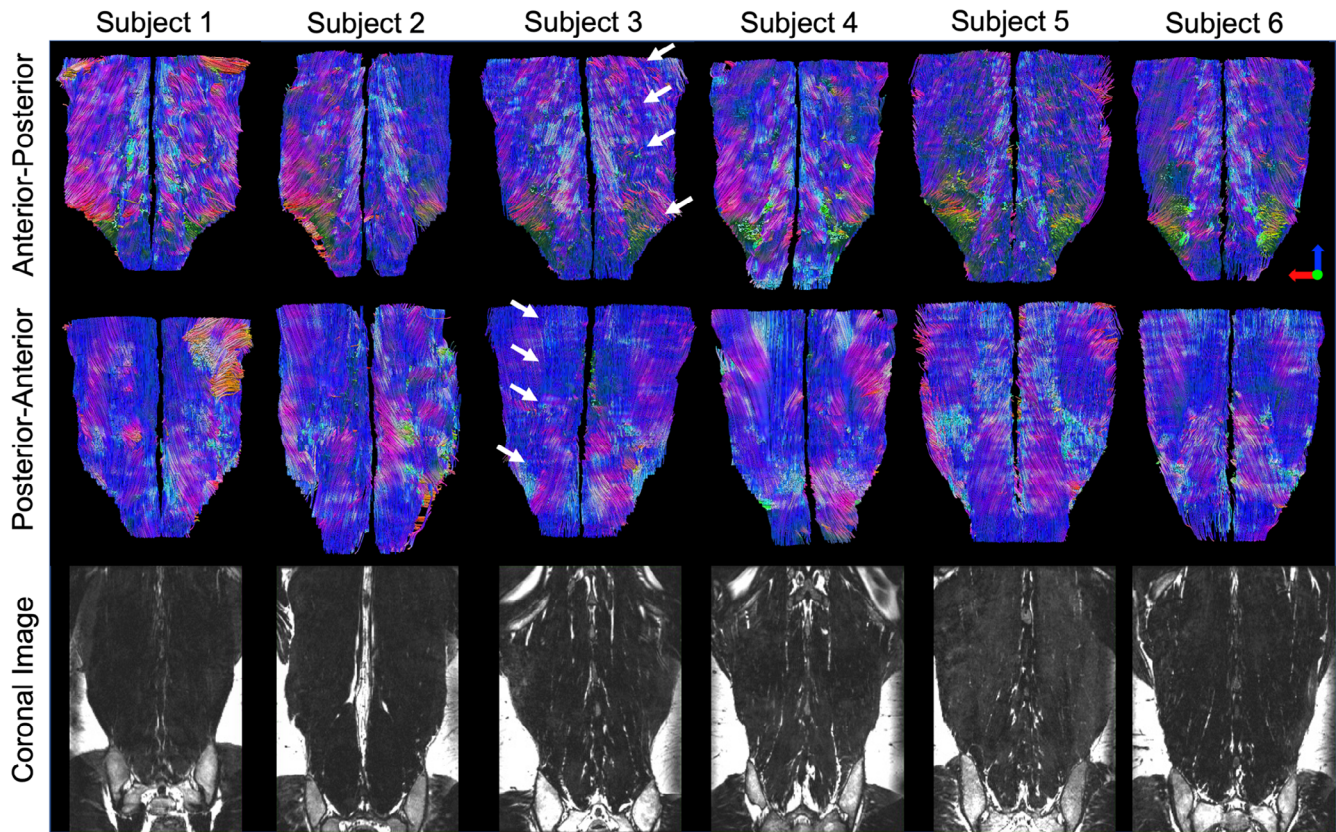 Subject 1 Subject 2 Subject 3 Subject 4 Subject 5 Subject 6
Anterior-Posterior
Posterior-Anterior
Coronal Image